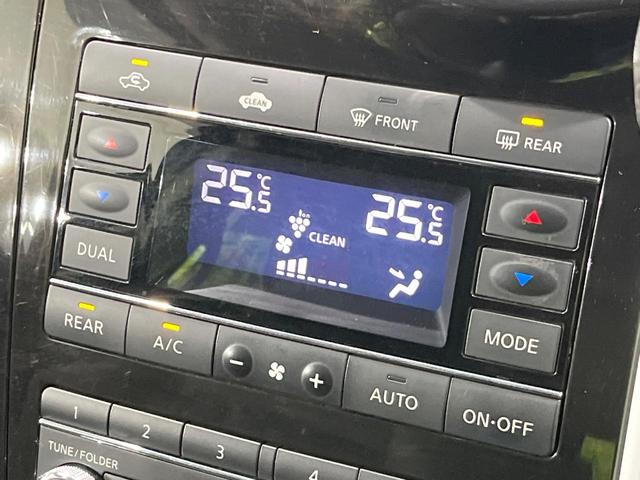 CLEAN
FRONT
REAR
25.5°C
25.5°C
ion
CLEAN
DUAL
REAR
A/C
-
+
AUTO
MODE
ON•OFF
1
2
3
4
TUNE/FOLDER